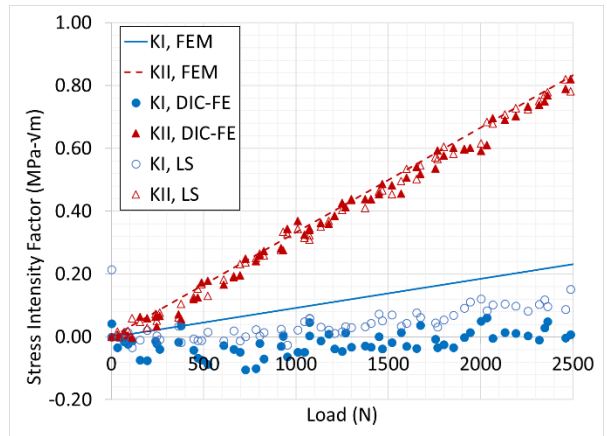 1.00
0.80
0.60
0.40
0.20
0.00
-0.20
Stress Intensity Factor (MPa-Vm)
KI, FEM
KII, FEM
KI, DIC-FE
KII, DIC-FE
KI, LS
KII, LS
0 500 1000 1500 2000 2500
Load (N)